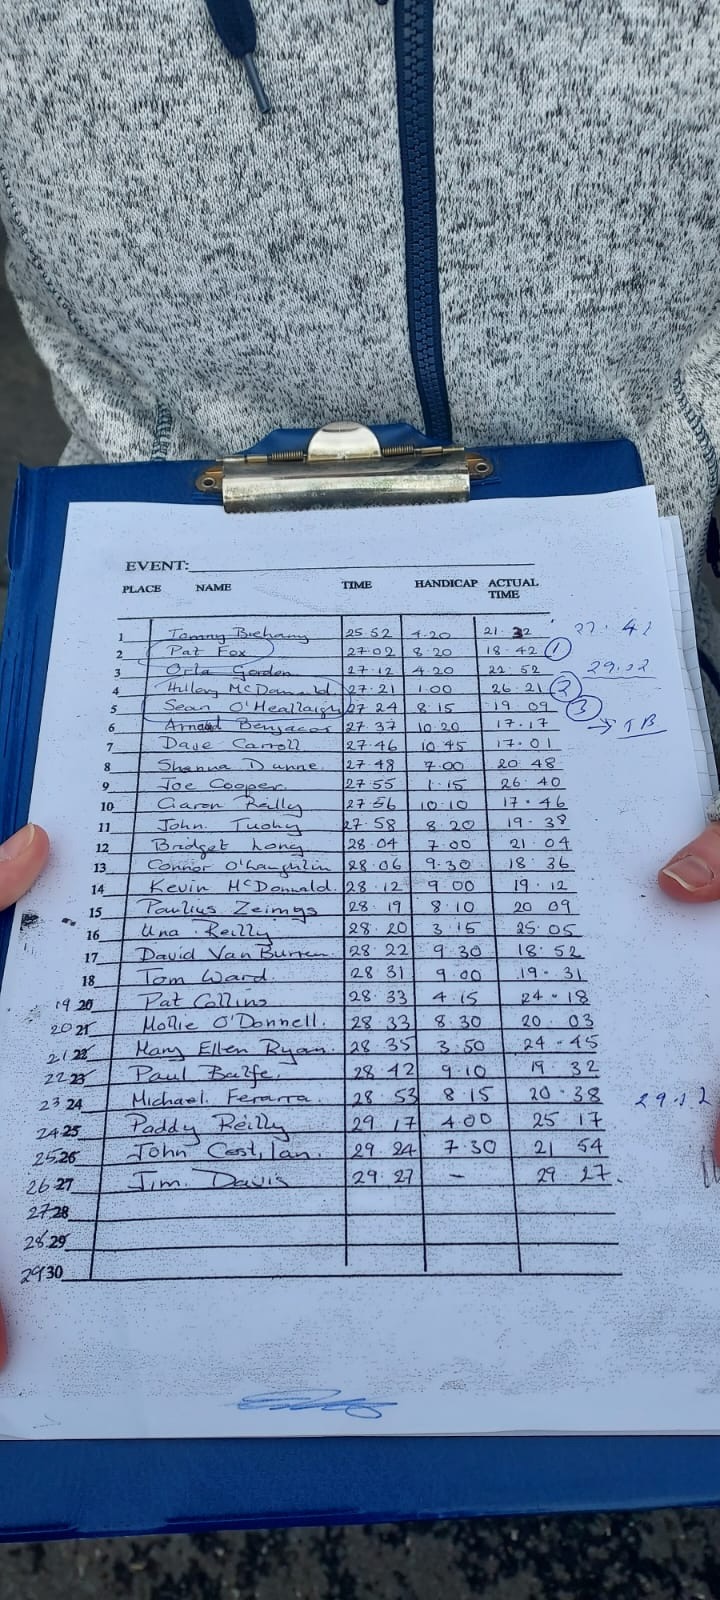 EVENT:
PLACE NAME TIME HANDICAP ACTUAL TIME
1 Tommy Brehany 25.52 4.20 21.32 27.41
2 Pat Fox 27.02 8.20 18.42 1
3 Orla Gordon 27.12 4.20 22.52 29.02
4 Hilary McDonald 27.21 1.00 26.21 2
5 Sean O'Heallaigh 27.24 8.15 19.09 3
6 27.37 10.20 17.17 → TB
7 Dave Carroll 27.46 10.45 17.01
8 Shanna Dunne 27.48 7.00 20.48
9 Joe Cooper 27.55 1.15 26.40
10 Ciaron Reilly 27.56 10.10 17.46
11 John Tuohy 27.58 8.20 19.38
12 Bridget Long 28.04 7.00 21.04
13 Connor O'Laughlin 28.06 9.30 18.36
14 Kevin McDonnald 28.12 9.00 19.12
15 Paulius Zeimys 28.19 8.10 20.09
16 Una Reilly 28.20 3.15 25.05
17 David Van Burren 28.22 9.30 18.52
18 Tom Ward 28.31 9.00 19.31
19 20 Pat Collins 28.33 4.15 24.18
20 21 Mollie O'Donnell. 28.33 8.30 20.03
21 22 Mary Ellen Ryan 28.35 3.50 24.45
22 23 Paul Balfe. 28.42 9.10 19.32
23 24 Michael Ferarra. 28.53 8.15 20.38 29.12
24 25 Paddy Reilly 29.17 4.00 25.17
25 26 John Costilan. 29.24 7.30 21.54
26 27 Jim Davis 29.27 - 29.27.
27 28
28 29
29 30